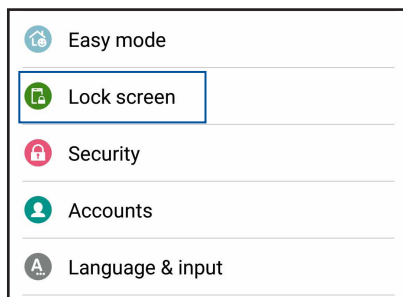 Easy mode
Lock screen
Security
Accounts
A
Language & input